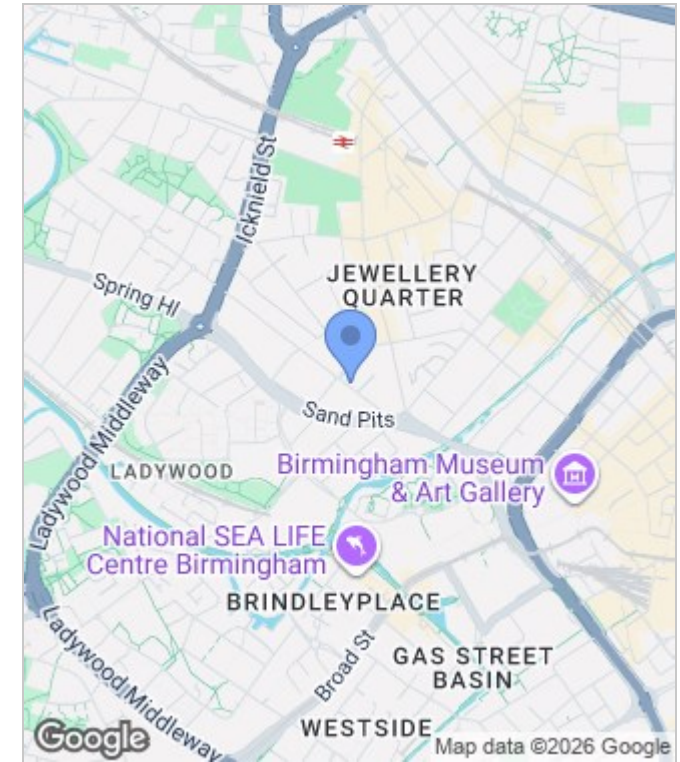 Icknield St
JEWELLERY
QUARTER
Spring Hl
Sand Pits
Ladywood Middleway
LADYWOOD
Birmingham Museum
& Art Gallery
National SEA LIFE
Centre Birmingham
BRINDLEYPLACE
Broad St
GAS STREET
BASIN
Ladywood Middleway
WESTSIDE
Google
Map data ©2026 Google